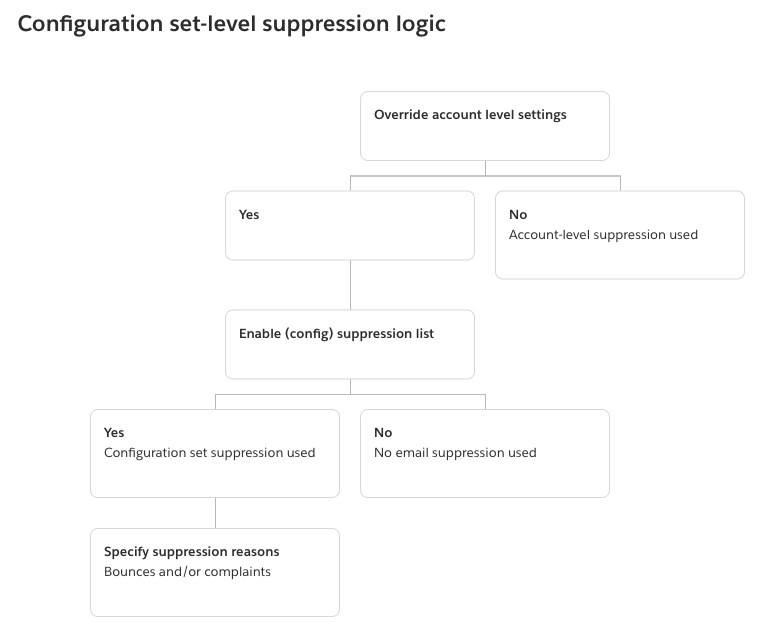 Configuration set-level suppression logic
Override account level settings
Yes
No
Account-level suppression used
Enable (config) suppression list
Yes
Configuration set suppression used
No
No email suppression used
Specify suppression reasons
Bounces and/or complaints